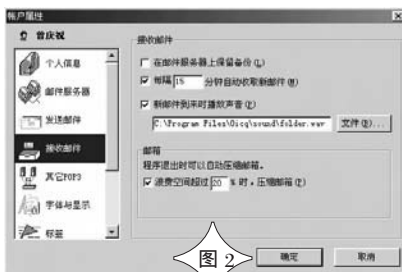 帐户属性
曾庆祝
个人信息
邮件服务器
发送邮件
接收邮件
其它POP3
字体与显示
标签
接收邮件
在邮件服务器上保留备份(L)
每隔 15 分钟自动收取新邮件(M)
新邮件到来时播放声音(P)
C:\Program Files\Oicq\sound\folder.wav 文件(B)...
邮箱
程序退出时可以自动压缩邮箱。
浪费空间超过 20 % 时，压缩邮箱(P)
确定 取消
图 2